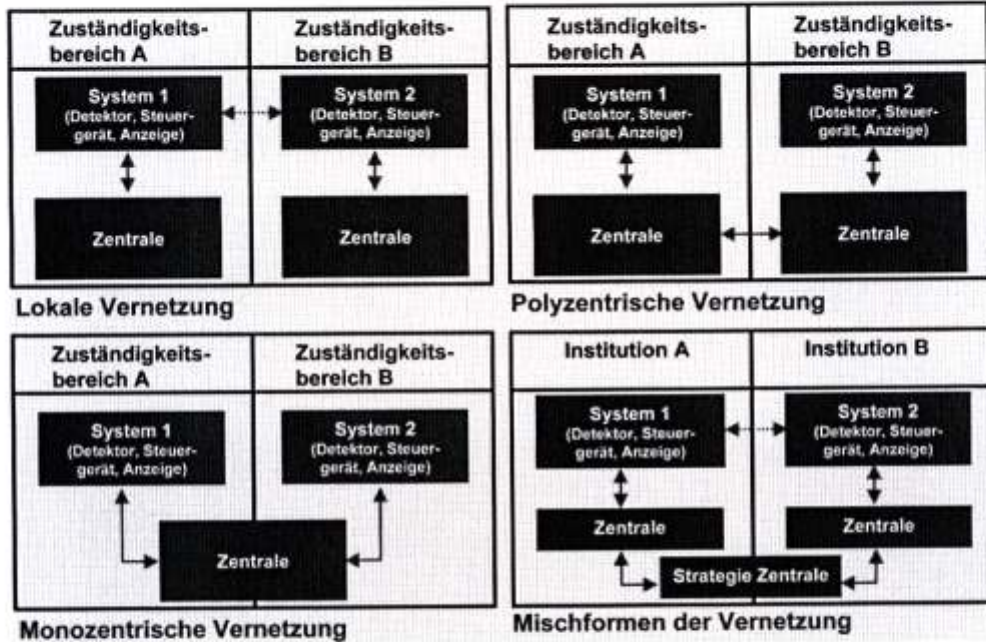 Zuständigkeits-
bereich A
Zuständigkeits-
bereich B
System 1
(Detektor, Steuer-
gerät, Anzeige)
System 2
(Detektor, Steuer-
gerät, Anzeige)
Zentrale
Zentrale
Lokale Vernetzung
Zuständigkeits-
bereich A
Zuständigkeits-
bereich B
System 1
(Detektor, Steuer-
gerät, Anzeige)
System 2
(Detektor, Steuer-
gerät, Anzeige)
Zentrale
Zentrale
Polyzentrische Vernetzung
Zuständigkeits-
bereich A
Zuständigkeits-
bereich B
System 1
(Detektor, Steuer-
gerät, Anzeige)
System 2
(Detektor, Steuer-
gerät, Anzeige)
Zentrale
Monozentrische Vernetzung
Institution A
Institution B
System 1
(Detektor, Steuer-
gerät, Anzeige)
System 2
(Detektor, Steuer-
gerät, Anzeige)
Zentrale
Zentrale
Strategie Zentrale
Mischformen der Vernetzung